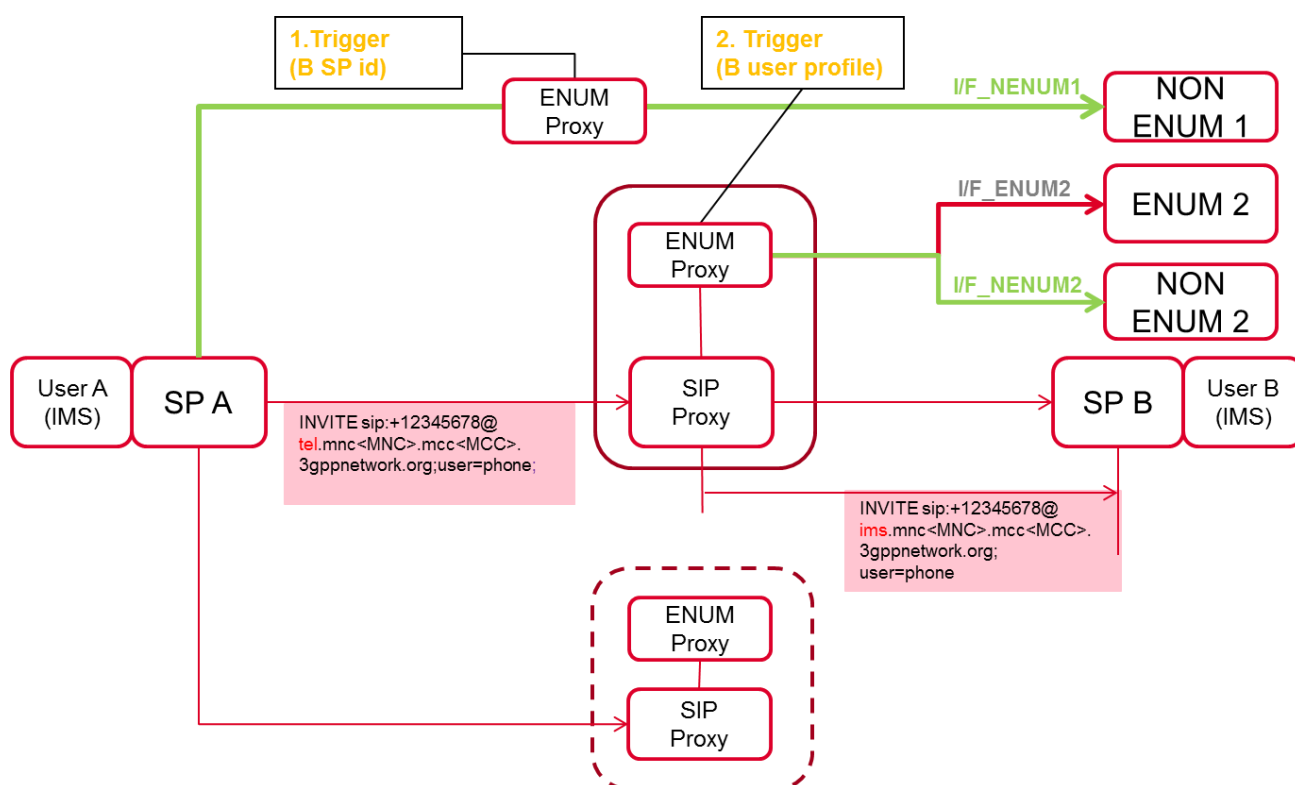 1.Trigger
(B SP id)
2. Trigger
(B user profile)
ENUM
Proxy
I/F_NENUM1
NON
ENUM 1
I/F_ENUM2
ENUM 2
ENUM
Proxy
I/F_NENUM2
NON
ENUM 2
User A
(IMS)
SP A
SIP
Proxy
SP B
User B
(IMS)
INVITE sip:+12345678@
tel.mnc<MNC>.mcc<MCC>.
3gppnetwork.org;user=phone;
INVITE sip:+12345678@
ims.mnc<MNC>.mcc<MCC>.
3gppnetwork.org;
user=phone
ENUM
Proxy
SIP
Proxy